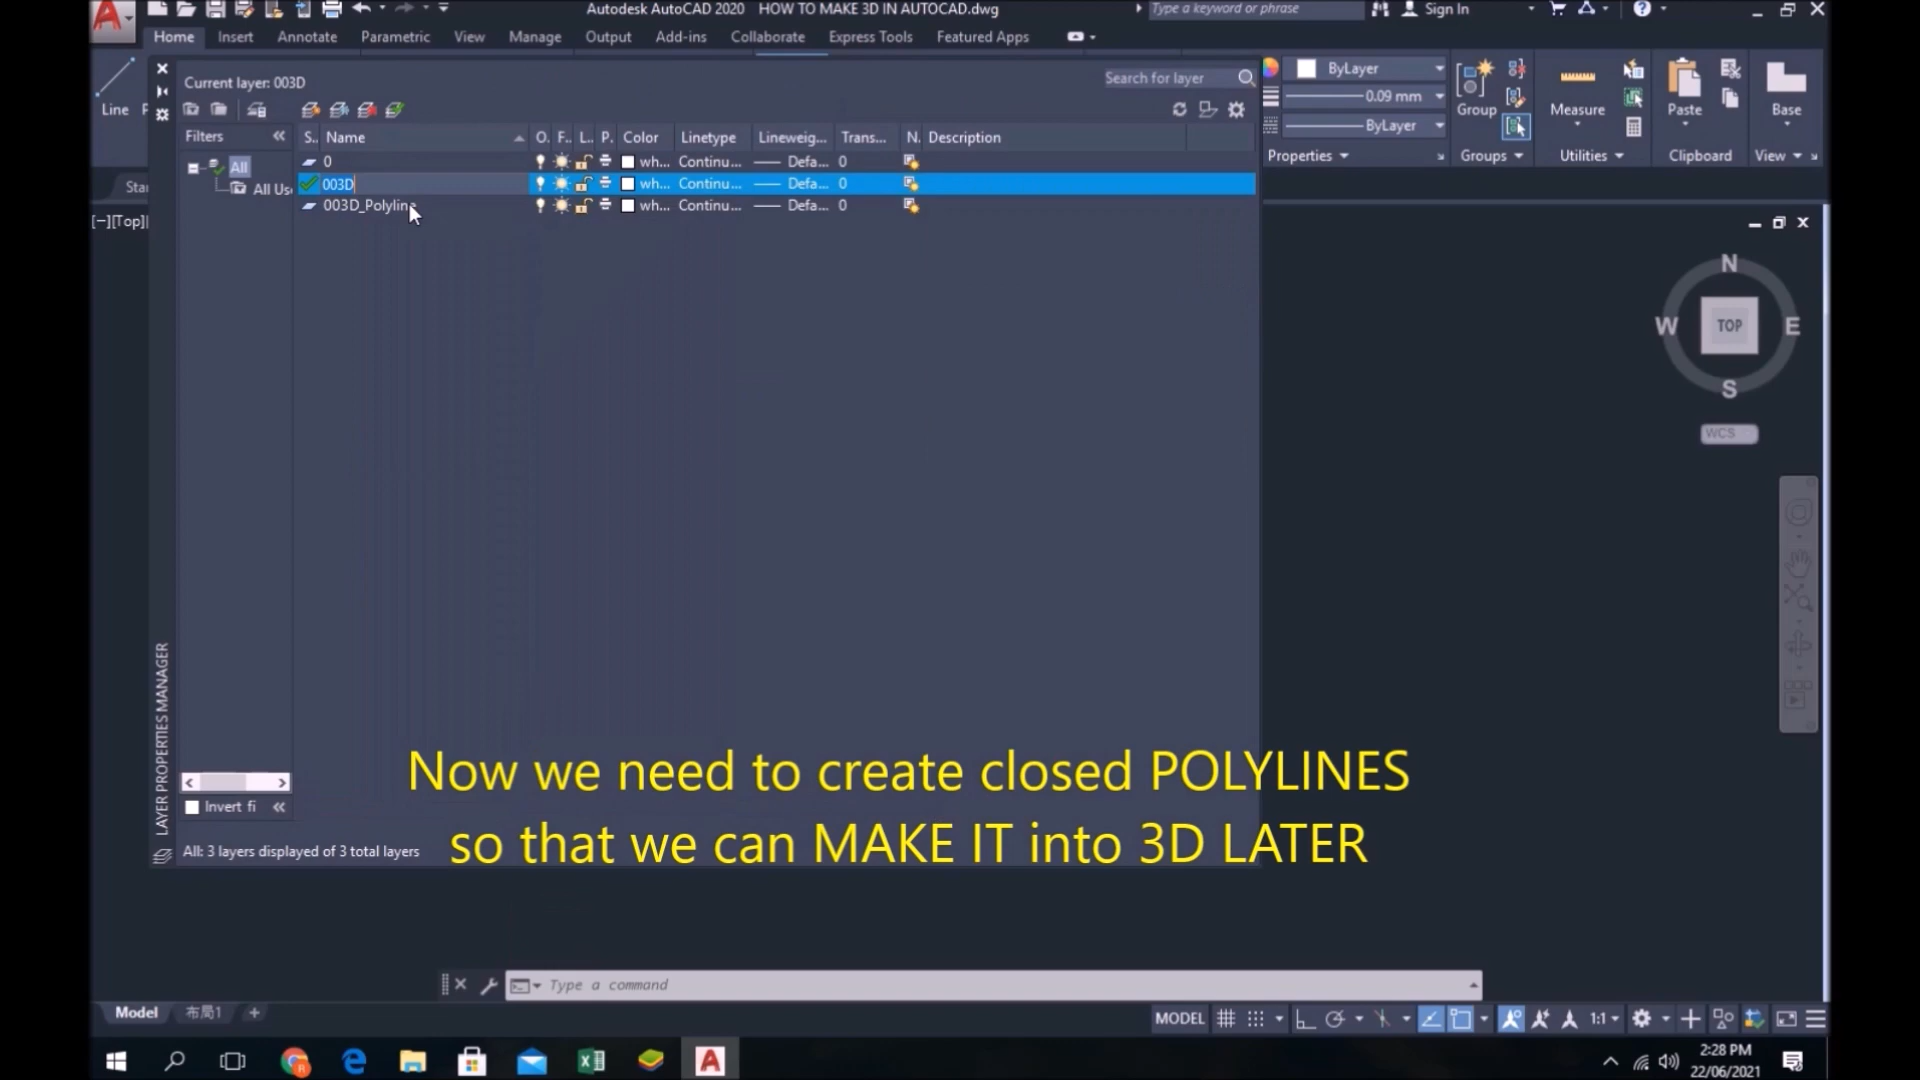 Autodesk AutoCAD 2020 HOW TO MAKE 3D IN AUTOCAD.dwg
Type a keyword or phrase
Sign In
Home Insert Annotate Parametric View Manage Output Add-ins Collaborate Express Tools Featured Apps
Line
Current layer: 003D
Search for layer
ByLayer
0.09 mm
ByLayer
Group
Measure
Paste
Base
Properties Groups Utilities Clipboard View
Filters
S.. Name O. F.. L.. P. Color Linetype Lineweig... Trans... N. Description
All
All Us
0 wh... Continu... Defa... 0
003D wh... Continu... Defa... 0
003D_Polyline wh... Continu... Defa... 0
[−][Top]
N
W TOP E
S
WCS
LAYER PROPERTIES MANAGER
Invert fi
All: 3 layers displayed of 3 total layers
Now we need to create closed POLYLINES
so that we can MAKE IT into 3D LATER
Type a command
Model 布局1 +
MODEL 1:1
2:28 PM
22/06/2021